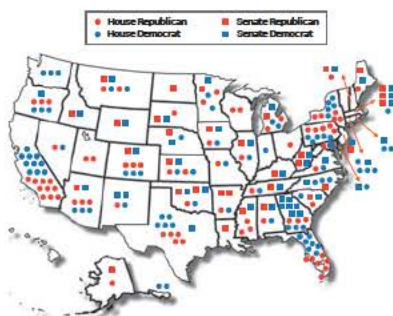 House Republican
Senate Republican
House Democrat
Senate Democrat